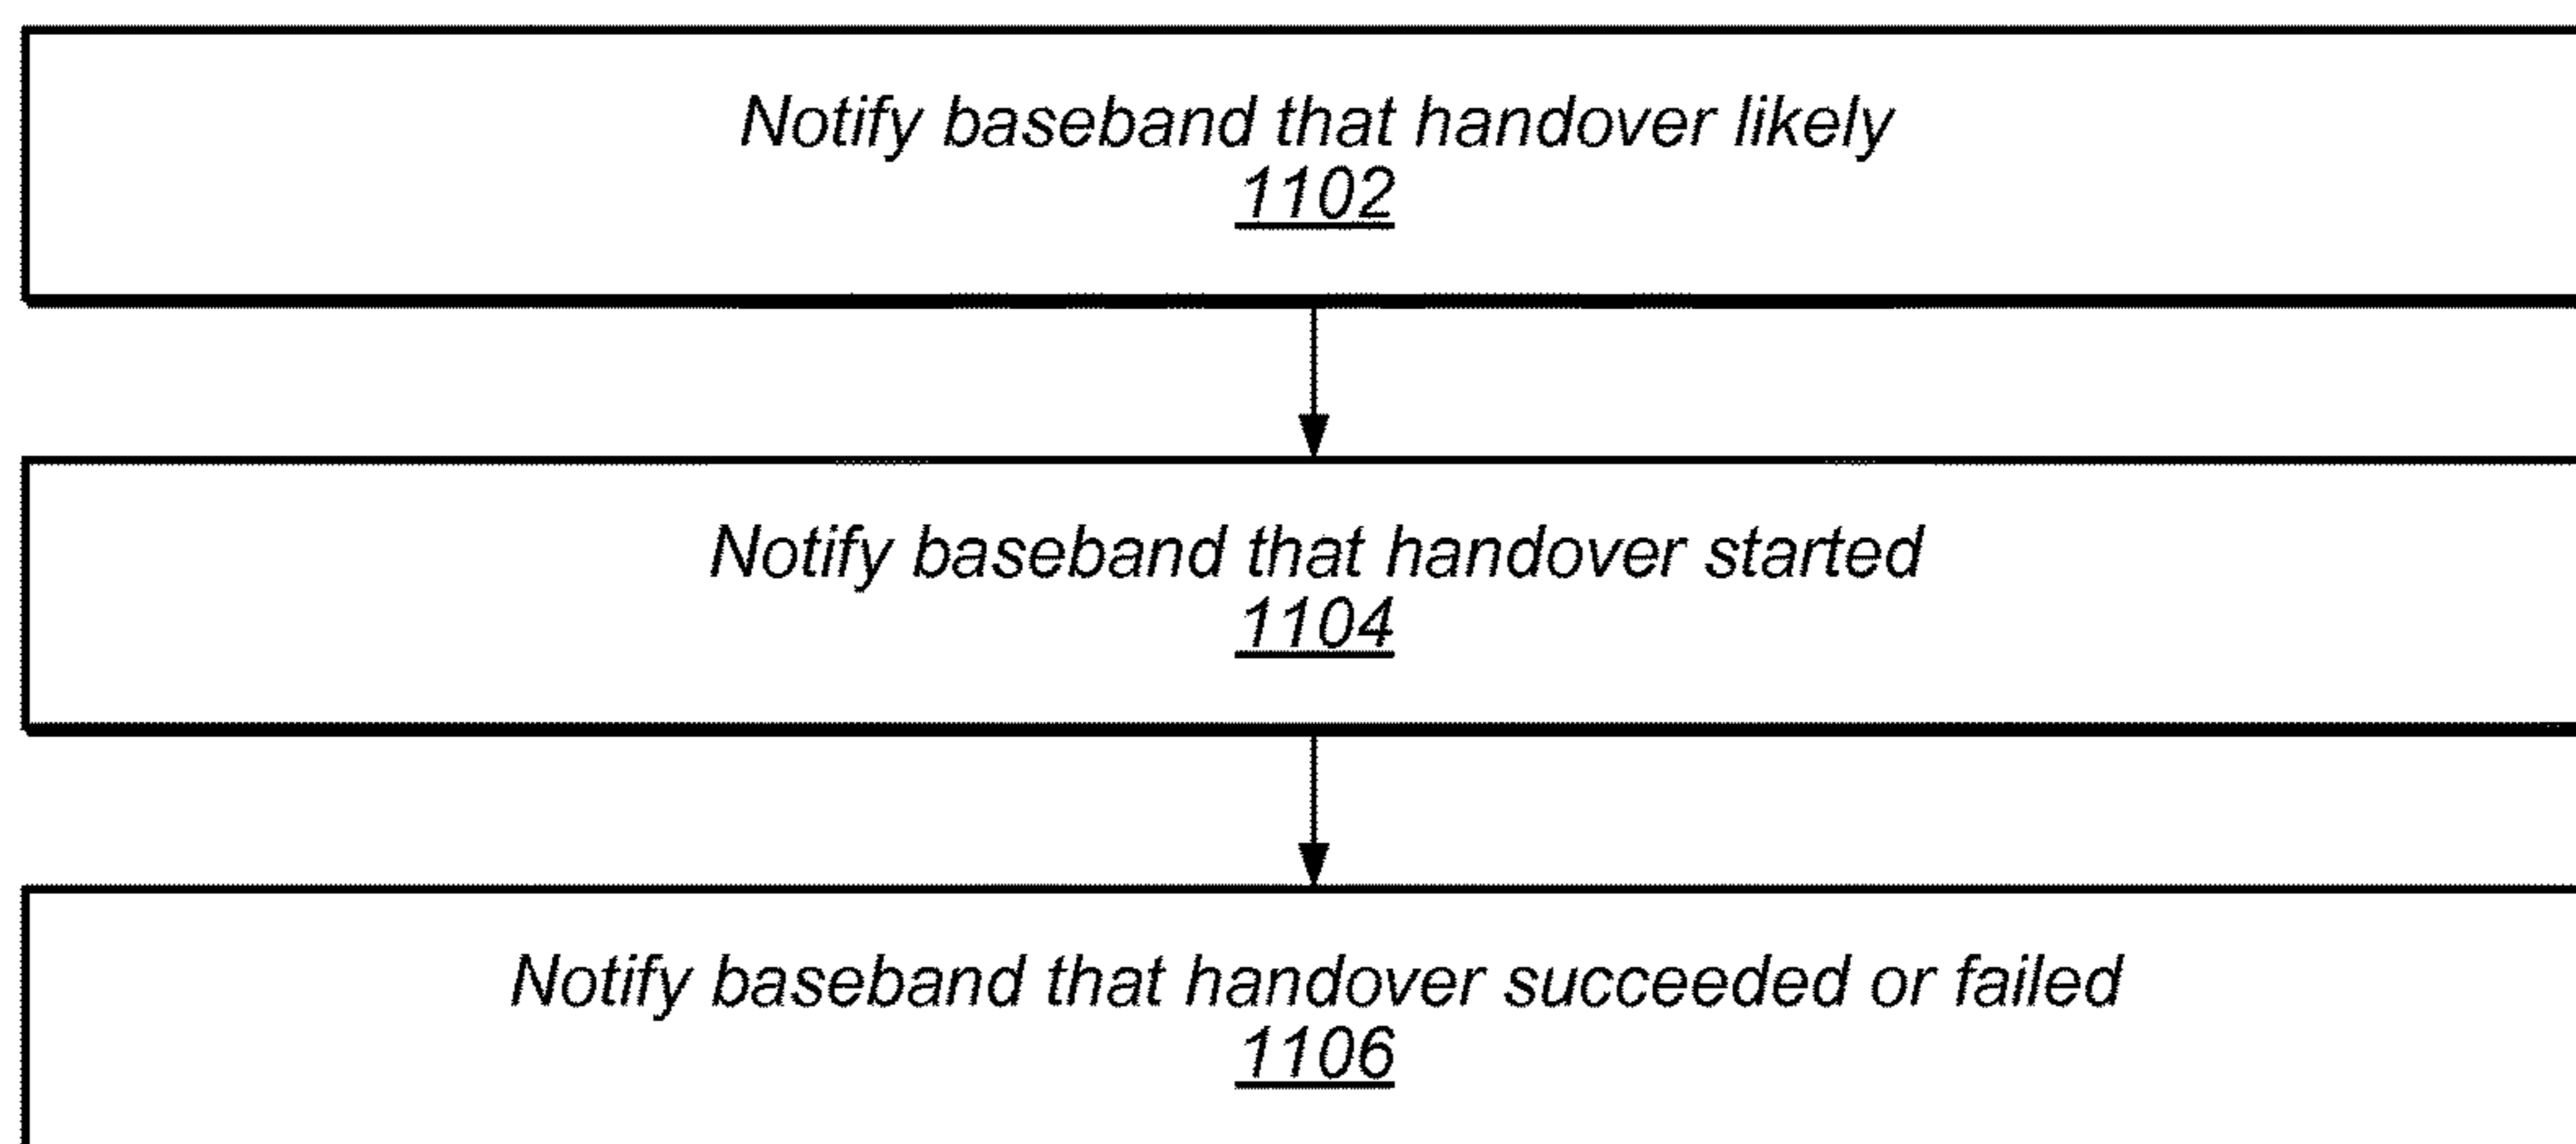 Notify baseband that handover likely
1102
Notify baseband that handover started
1104
Notify baseband that handover succeeded or failed
1106